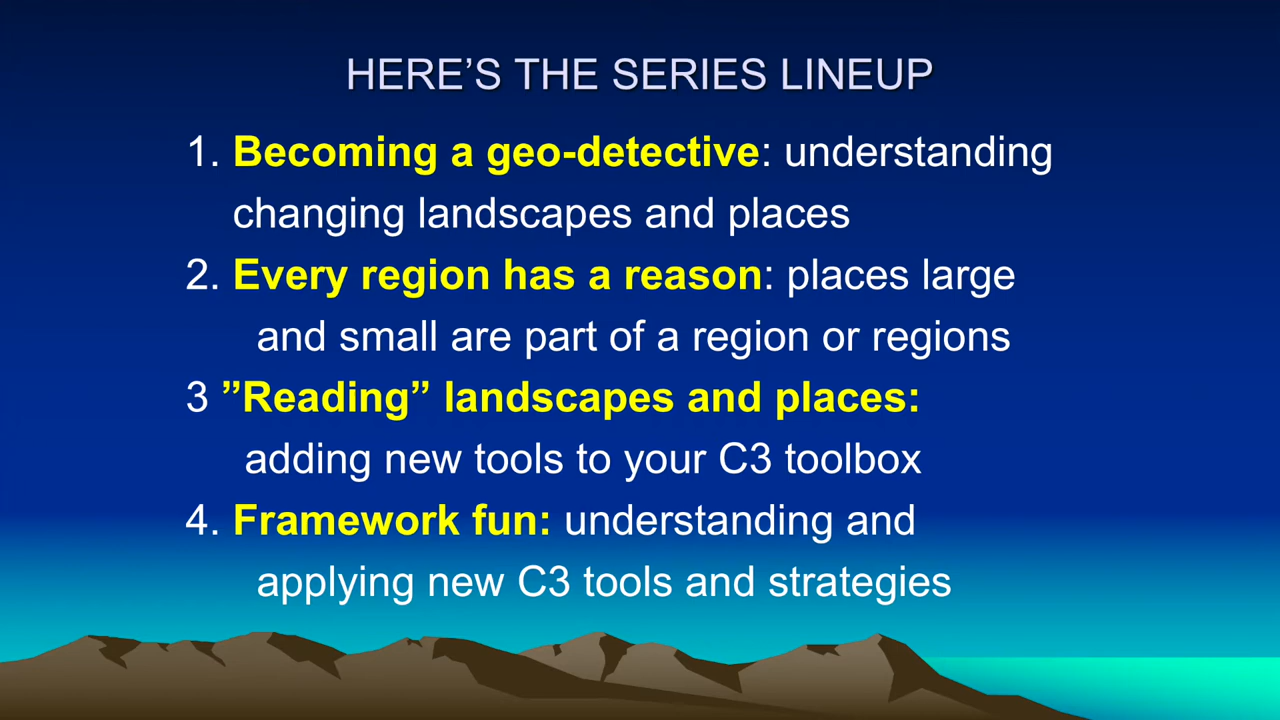 HERE’S THE SERIES LINEUP
1. Becoming a geo-detective: understanding
changing landscapes and places
2. Every region has a reason: places large
and small are part of a region or regions
3 ”Reading” landscapes and places:
adding new tools to your C3 toolbox
4. Framework fun: understanding and
applying new C3 tools and strategies